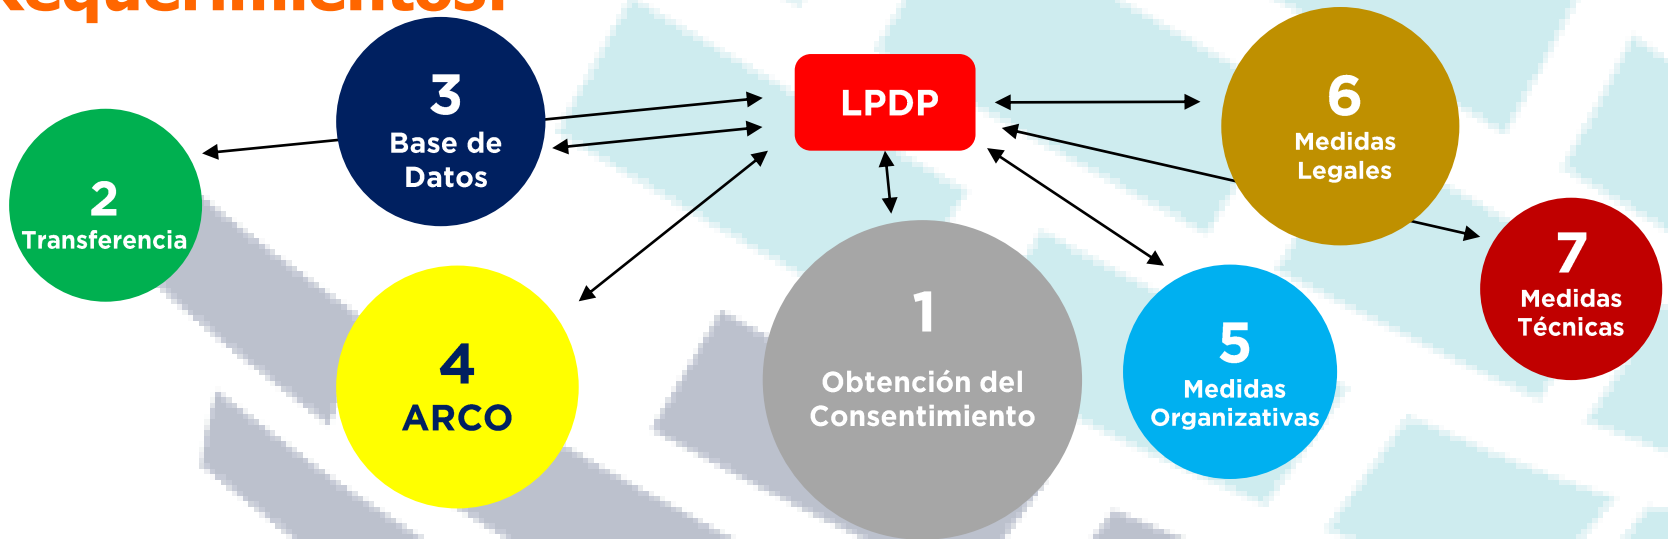 Requerimientos:
LPDP
1
Obtención del
Consentimiento
2
Transferencia
3
Base de
Datos
4
ARCO
5
Medidas
Organizativas
6
Medidas
Legales
7
Medidas
Técnicas